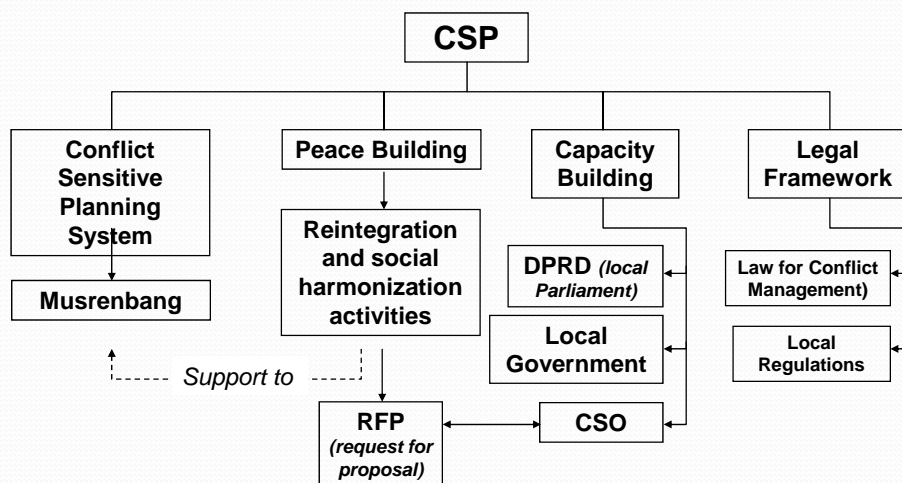 CSP
Conflict
Sensitive
Planning
System
Musrenbang
Peace Building
Reintegration
and social
harmonization
activities
Support to
RFP
(request for
proposal)
Capacity
Building
DPRD (local
Parliament)
Local
Government
CSO
Legal
Framework
Law for Conflict
Management)
Local
Regulations